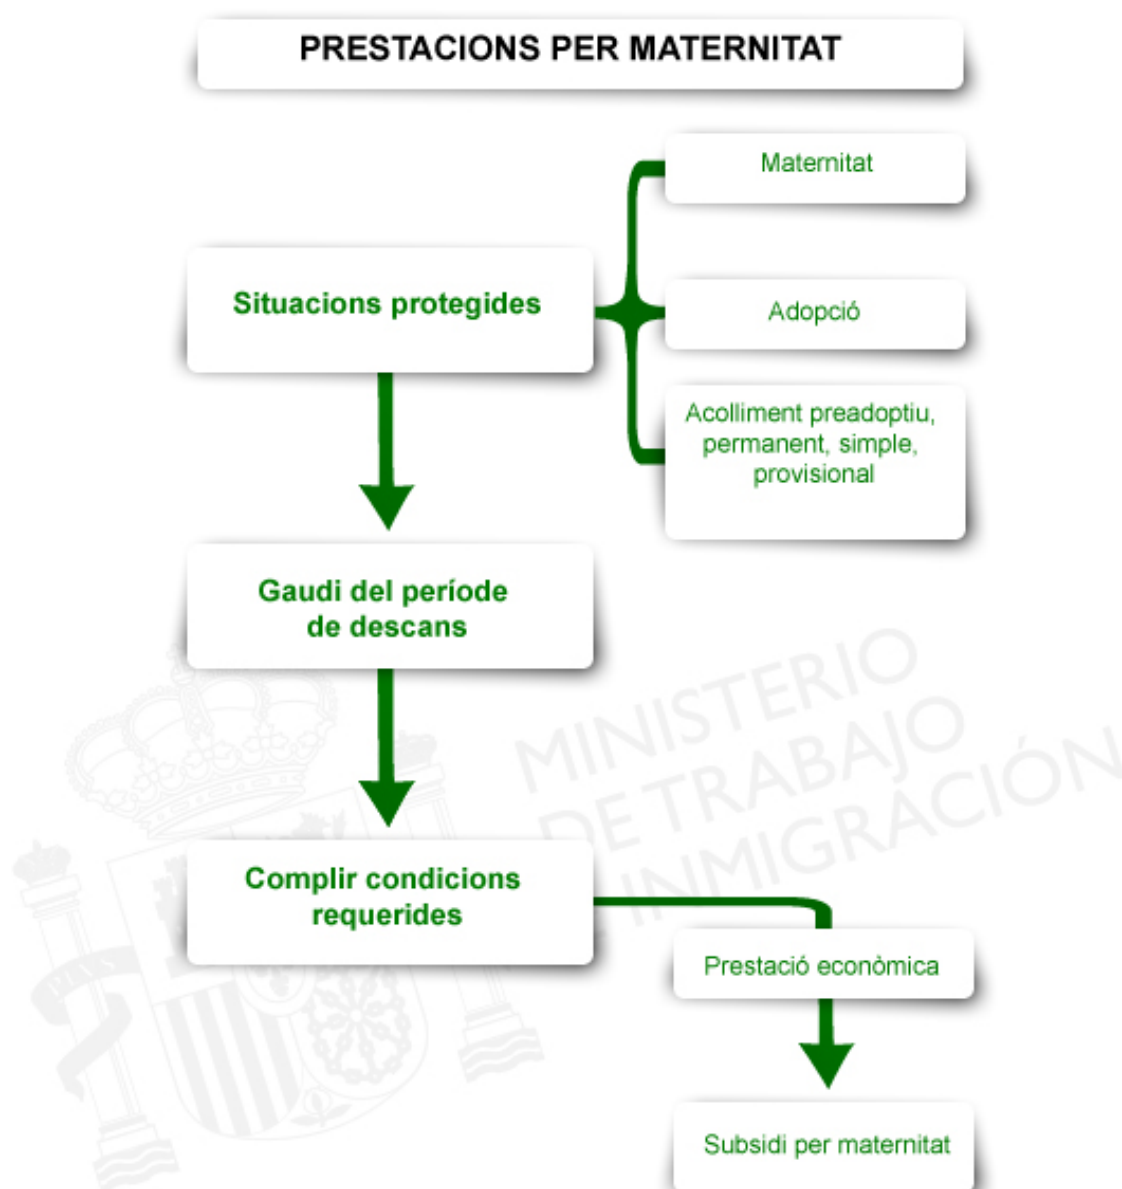 PRESTACIONS PER MATERNITAT
Maternitat
Situacions protegides
Adopció
Acolliment preadoptiu,
permanent, simple,
provisional
Gaudi del període
de descans
MINISTERIO
DE TRABAJO
E INMIGRACIÓN
Complir condicions
requerides
Prestació econòmica
Subsidi per maternitat